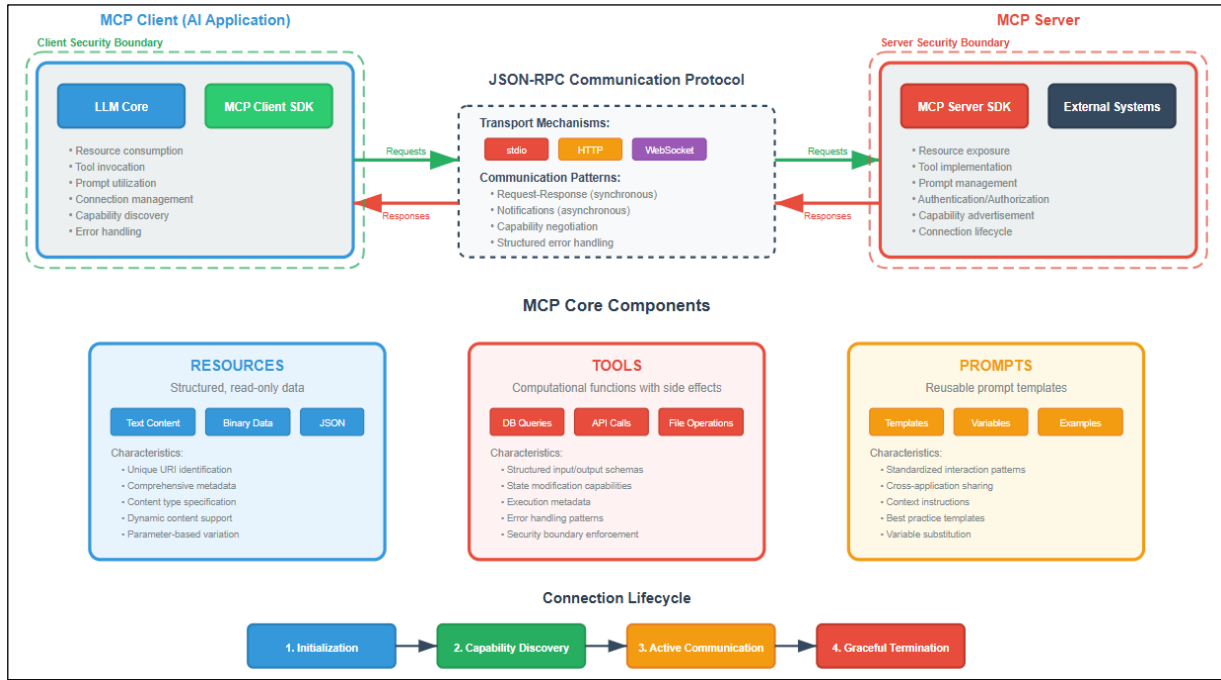 MCP Client (AI Application)
Client Security Boundary
LLM Core
MCP Client SDK
• Resource consumption
• Tool invocation
• Prompt utilization
• Connection management
• Capability discovery
• Error handling
Requests
Responses
JSON-RPC Communication Protocol
Transport Mechanisms:
stdio
HTTP
WebSocket
Communication Patterns:
• Request-Response (synchronous)
• Notifications (asynchronous)
• Capability negotiation
• Structured error handling
Requests
Responses
MCP Server
Server Security Boundary
MCP Server SDK
External Systems
• Resource exposure
• Tool implementation
• Prompt management
• Authentication/Authorization
• Capability advertisement
• Connection lifecycle
MCP Core Components
RESOURCES
Structured, read-only data
Text Content
Binary Data
JSON
Characteristics:
• Unique URI identification
• Comprehensive metadata
• Content type specification
• Dynamic content support
• Parameter-based variation
TOOLS
Computational functions with side effects
DB Queries
API Calls
File Operations
Characteristics:
• Structured input/output schemas
• State modification capabilities
• Execution metadata
• Error handling patterns
• Security boundary enforcement
PROMPTS
Reusable prompt templates
Templates
Variables
Examples
Characteristics:
• Standardized interaction patterns
• Cross-application sharing
• Context instructions
• Best practice templates
• Variable substitution
Connection Lifecycle
1. Initialization
2. Capability Discovery
3. Active Communication
4. Graceful Termination